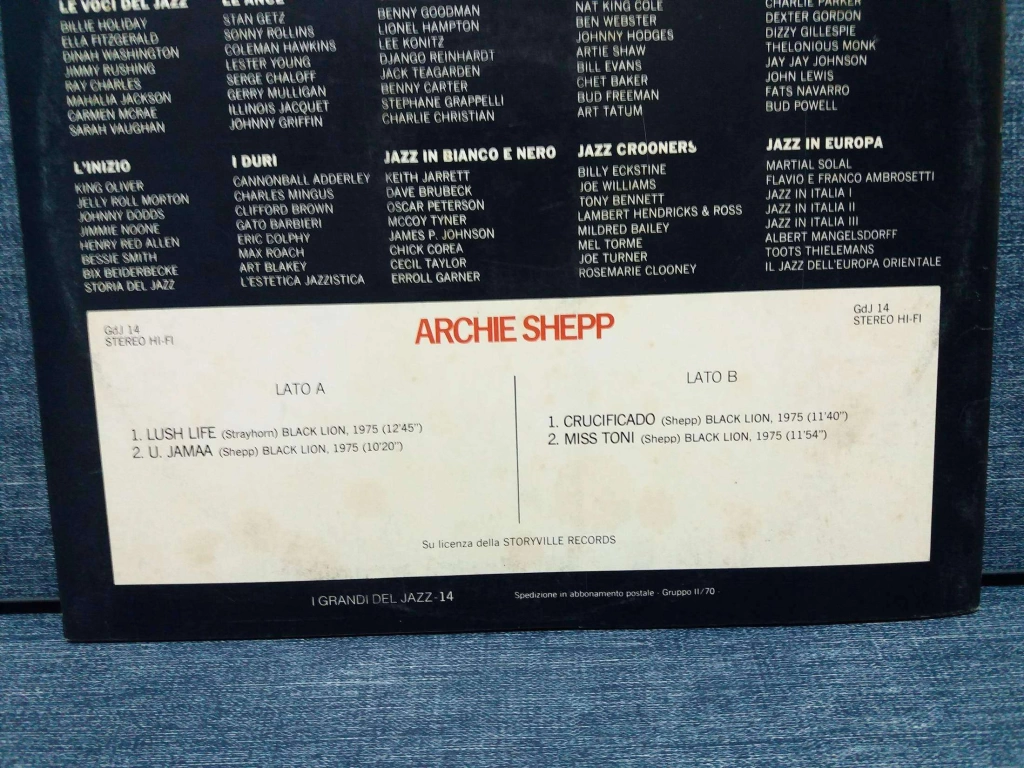 LE VOCI DEL JAZZ
BILLIE HOLIDAY
ELLA FITZGERALD
DINAH WASHINGTON
JIMMY RUSHING
RAY CHARLES
MAHALIA JACKSON
CARMEN MCRAE
SARAH VAUGHAN
LE ANCE
STAN GETZ
SONNY ROLLINS
COLEMAN HAWKINS
LESTER YOUNG
SERGE CHALOFF
GERRY MULLIGAN
ILLINOIS JACQUET
JOHNNY GRIFFIN
BENNY GOODMAN
LIONEL HAMPTON
LEE KONITZ
DJANGO REINHARDT
JACK TEAGARDEN
BENNY CARTER
STEPHANE GRAPPELLI
CHARLIE CHRISTIAN
NAT KING COLE
BEN WEBSTER
JOHNNY HODGES
ARTIE SHAW
BILL EVANS
CHET BAKER
BUD FREEMAN
ART TATUM
CHARLIE PARKER
DEXTER GORDON
DIZZY GILLESPIE
THELONIOUS MONK
JAY JAY JOHNSON
JOHN LEWIS
FATS NAVARRO
BUD POWELL
L'INIZIO
KING OLIVER
JELLY ROLL MORTON
JOHNNY DODDS
JIMMIE NOONE
HENRY RED ALLEN
BESSIE SMITH
BIX BEIDERBECKE
STORIA DEL JAZZ
I DURI
CANNONBALL ADDERLEY
CHARLES MINGUS
CLIFFORD BROWN
GATO BARBIERI
ERIC DOLPHY
MAX ROACH
ART BLAKEY
L'ESTETICA JAZZISTICA
JAZZ IN BIANCO E NERO
KEITH JARRETT
DAVE BRUBECK
OSCAR PETERSON
MCCOY TYNER
JAMES P. JOHNSON
CHICK COREA
CECIL TAYLOR
ERROLL GARNER
JAZZ CROONERS
BILLY ECKSTINE
JOE WILLIAMS
TONY BENNETT
LAMBERT HENDRICKS & ROSS
MILDRED BAILEY
MEL TORME
JOE TURNER
ROSEMARIE CLOONEY
JAZZ IN EUROPA
MARTIAL SOLAL
FLAVIO E FRANCO AMBROSETTI
JAZZ IN ITALIA I
JAZZ IN ITALIA II
JAZZ IN ITALIA III
ALBERT MANGELSDORFF
TOOTS THIELEMANS
IL JAZZ DELL'EUROPA ORIENTALE
GdJ 14
STEREO HI-FI
ARCHIE SHEPP
GdJ 14
STEREO HI-FI
LATO A
1. LUSH LIFE (Strayhorn) BLACK LION, 1975 (12'45")
2. U. JAMAA (Shepp) BLACK LION, 1975 (10'20")
LATO B
1. CRUCIFICADO (Shepp) BLACK LION, 1975 (11'40")
2. MISS TONI (Shepp) BLACK LION, 1975 (11'54")
Su licenza della STORYVILLE RECORDS
I GRANDI DEL JAZZ-14
Spedizione in abbonamento postale - Gruppo II/70 -